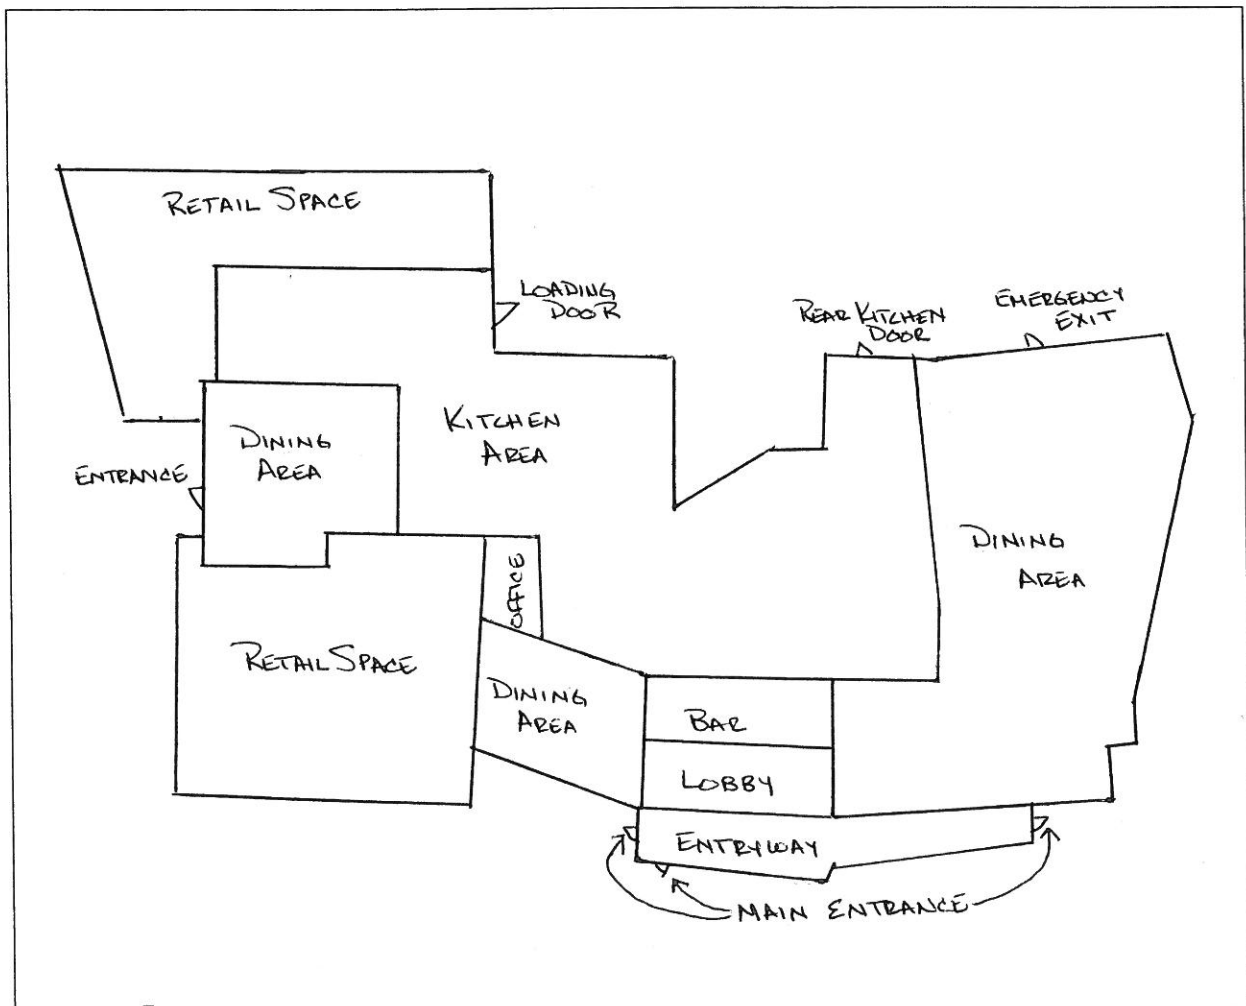 RETAIL SPACE
LOADING
DOOR
REAR KITCHEN
DOOR
EMERGENCY
EXIT
KITCHEN
AREA
DINING
AREA
ENTRANCE
DINING
AREA
OFFICE
RETAIL SPACE
DINING
AREA
BAR
LOBBY
ENTRYWAY
MAIN ENTRANCE